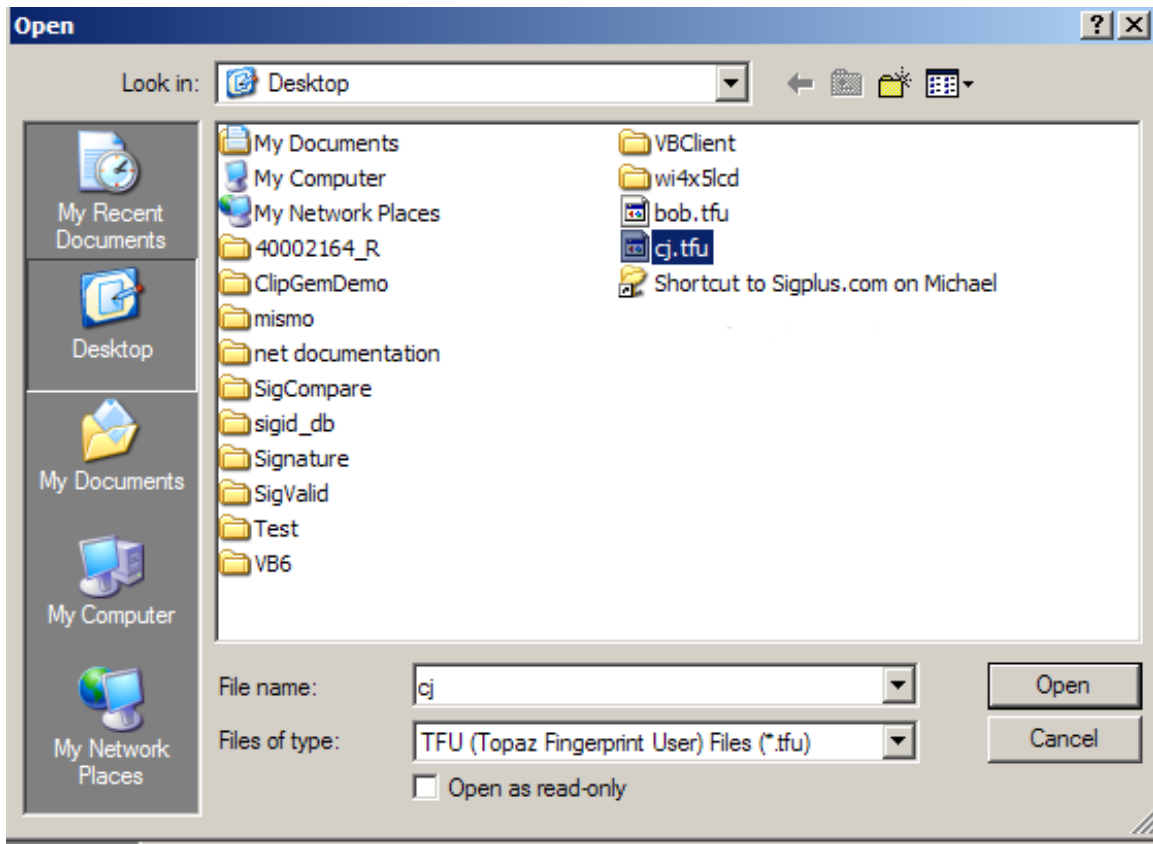 Open
Look in:
Desktop
My Recent
Documents
Desktop
My Documents
My Computer
My Network
Places
My Documents
My Computer
My Network Places
40002164_R
ClipGemDemo
mismo
net documentation
SigCompare
sigid_db
Signature
SigValid
Test
VB6
VBClient
wi4x5lcd
bob.tfu
cj.tfu
Shortcut to Sigplus.com on Michael
File name:
cj
Open
Files of type:
TFU (Topaz Fingerprint User) Files (*.tfu)
Cancel
Open as read-only